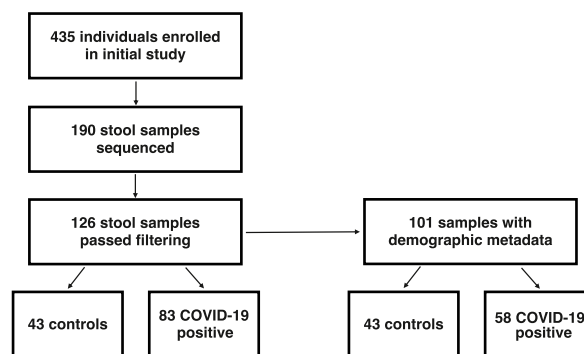 435 individuals enrolled
in initial study
190 stool samples
sequenced
126 stool samples
passed filtering
101 samples with
demographic metadata
43 controls
83 COVID-19
positive
43 controls
58 COVID-19
positive